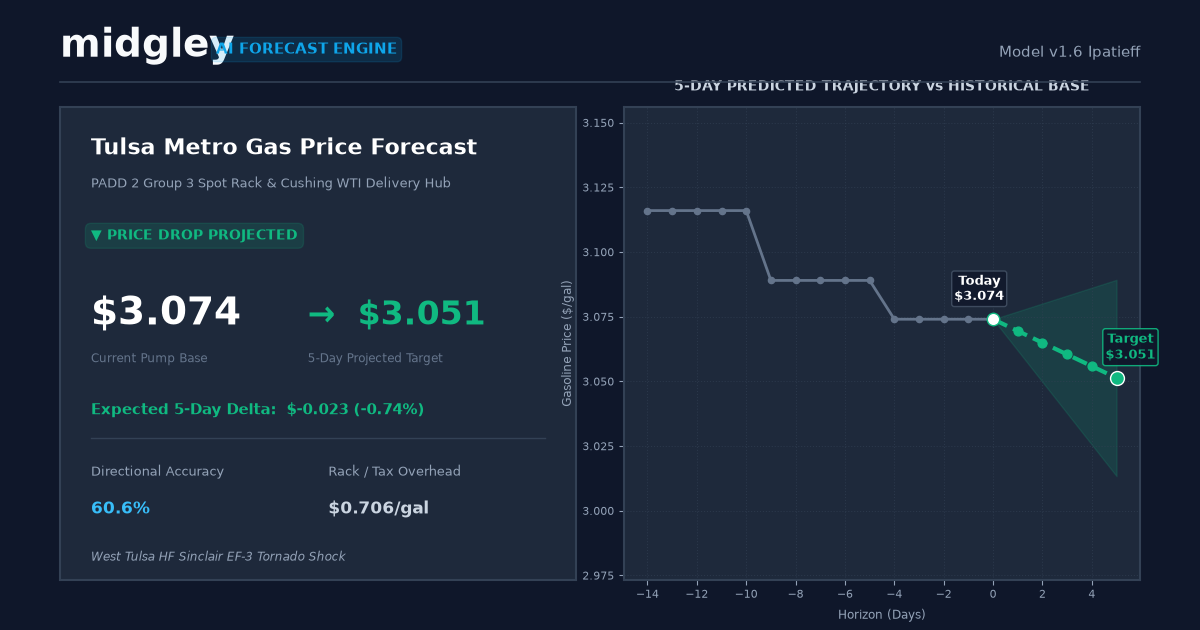 midgley
AI FORECAST ENGINE
Model v1.6 Ipatieff
Tulsa Metro Gas Price Forecast
PADD 2 Group 3 Spot Rack & Cushing WTI Delivery Hub
▼ PRICE DROP PROJECTED
$3.074
→ $3.051
Current Pump Base
5-Day Projected Target
Expected 5-Day Delta: $-0.023 (-0.74%)
Directional Accuracy
Rack / Tax Overhead
60.6%
$0.706/gal
West Tulsa HF Sinclair EF-3 Tornado Shock
5-DAY PREDICTED TRAJECTORY vs HISTORICAL BASE
Gasoline Price ($/gal)
3.150
3.125
3.100
3.075
3.050
3.025
3.000
2.975
Today
$3.074
Target
$3.051
−14
−12
−10
−8
−6
−4
−2
0
2
4
Horizon (Days)